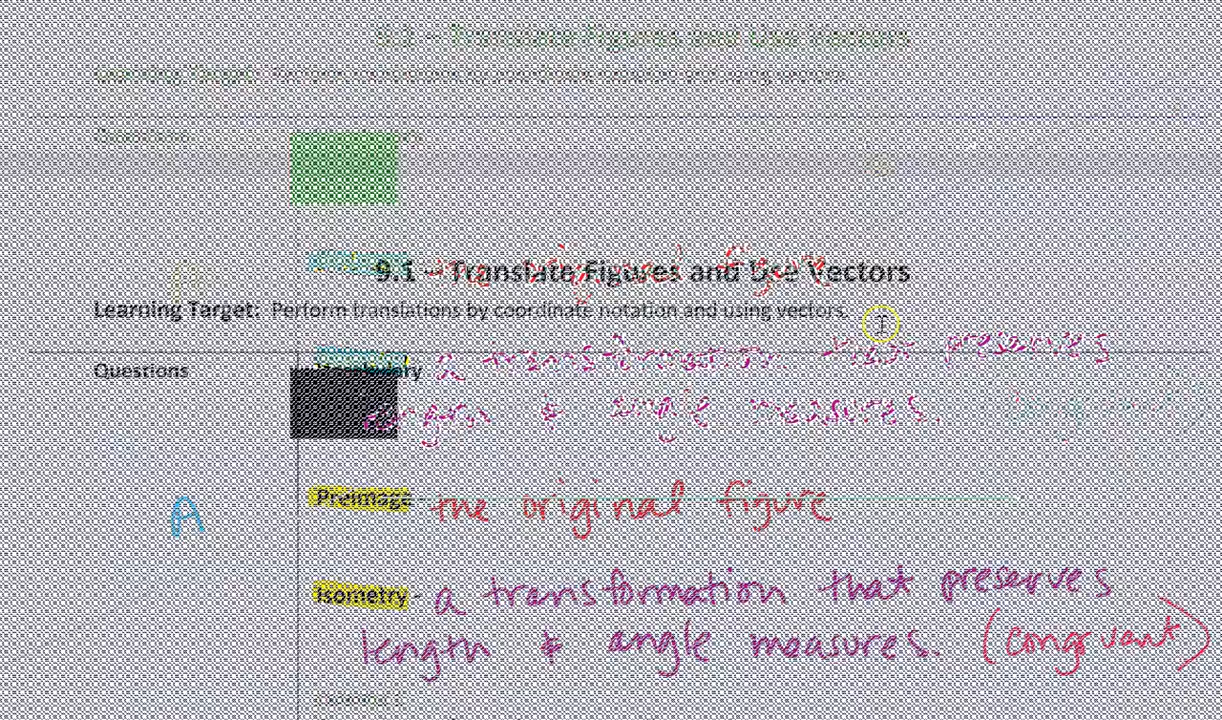 9.1 – Translate Figures and Use Vectors
Learning Target: Perform translations by coordinate notation and using vectors.
Questions
Vocabulary
Preimage - the original figure
A
Isometry - a transformation that preserves
length & angle measures. (congruent)